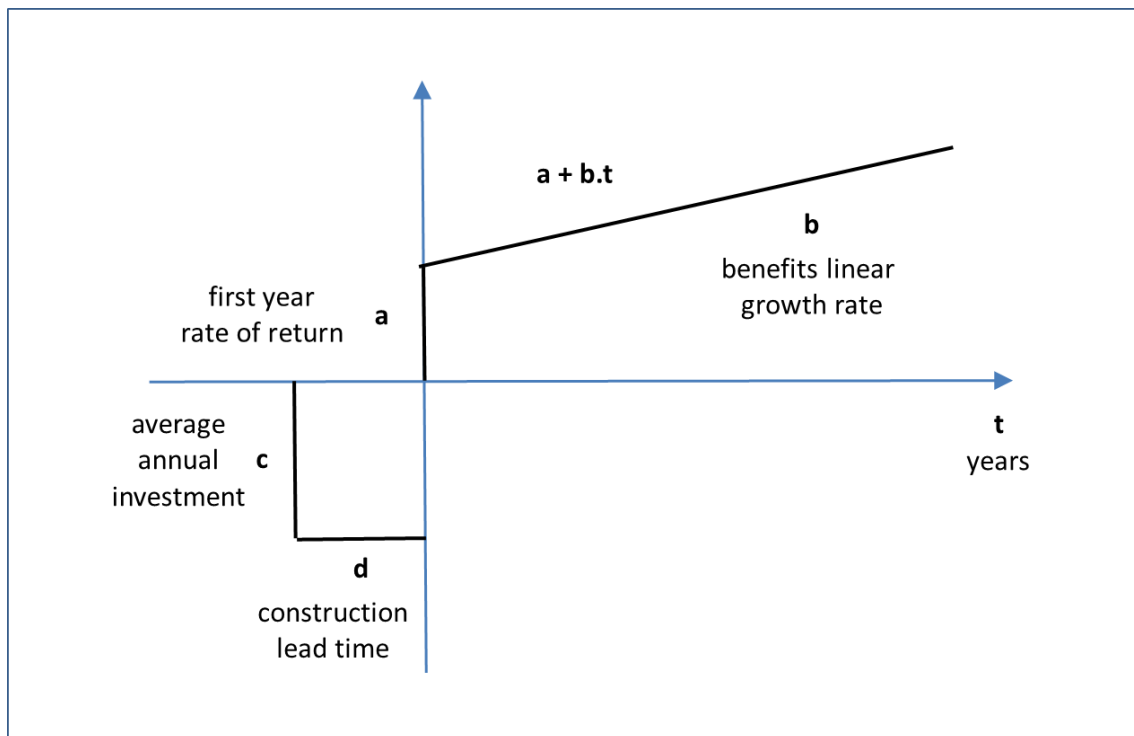 a + b.t
b
benefits linear
growth rate
first year
rate of return
a
average
annual
investment
c
t
years
d
construction
lead time